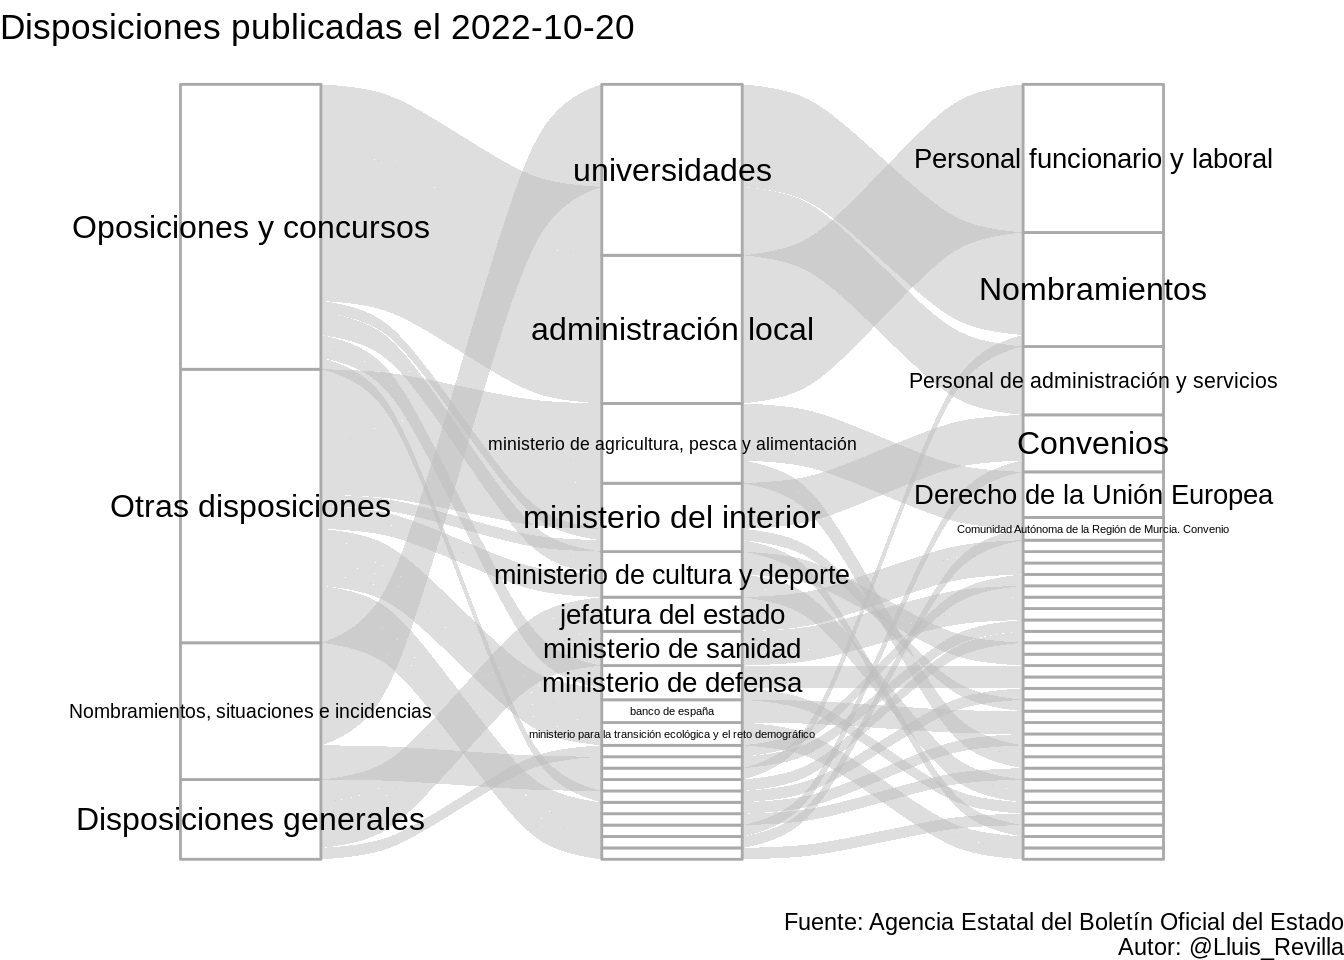 Disposiciones publicadas el 2022-10-20
Oposiciones y concursos
Otras disposiciones
Nombramientos, situaciones e incidencias
Disposiciones generales
universidades
administración local
ministerio de agricultura, pesca y alimentación
ministerio del interior
ministerio de cultura y deporte
jefatura del estado
ministerio de sanidad
ministerio de defensa
banco de españa
ministerio para la transición ecológica y el reto demográfico
Personal funcionario y laboral
Nombramientos
Personal de administración y servicios
Convenios
Derecho de la Unión Europea
Comunidad Autónoma de la Región de Murcia. Convenio
Fuente: Agencia Estatal del Boletín Oficial del Estado
Autor: @Lluis_Revilla